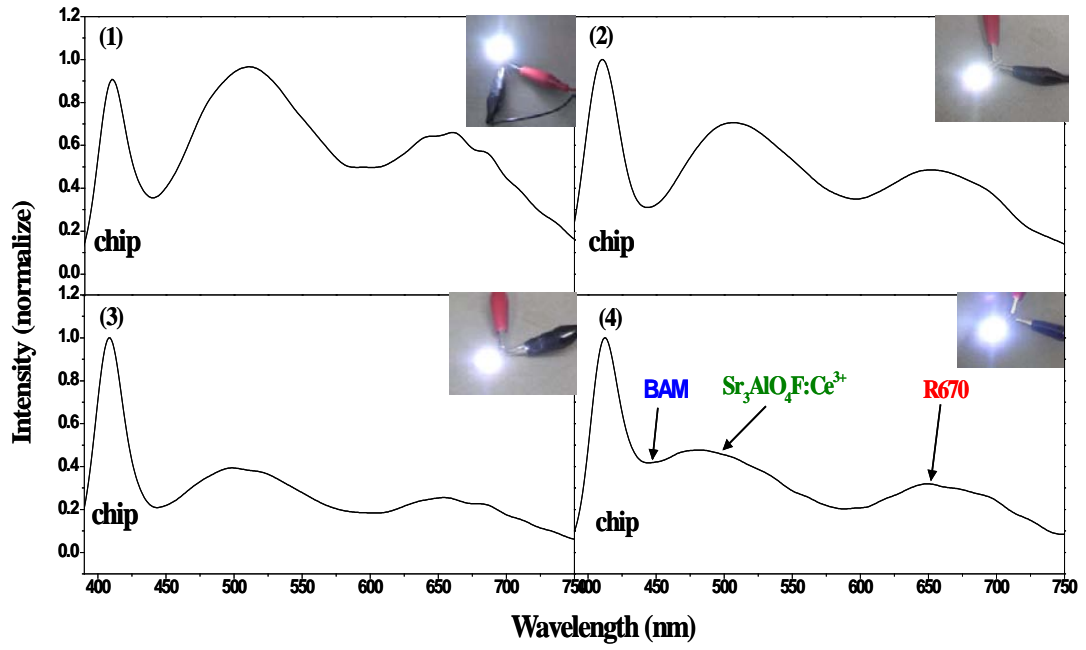 Intensity (normalize)
1.2
1.0
0.8
0.6
0.4
0.2
0.0
(1)
chip
(2)
chip
1.2
1.0
0.8
0.6
0.4
0.2
0.0
(3)
chip
(4)
BAM
Sr₃AlO₄F:Ce³⁺
R670
chip
400 450 500 550 600 650 700 750
400 450 500 550 600 650 700 750
Wavelength (nm)